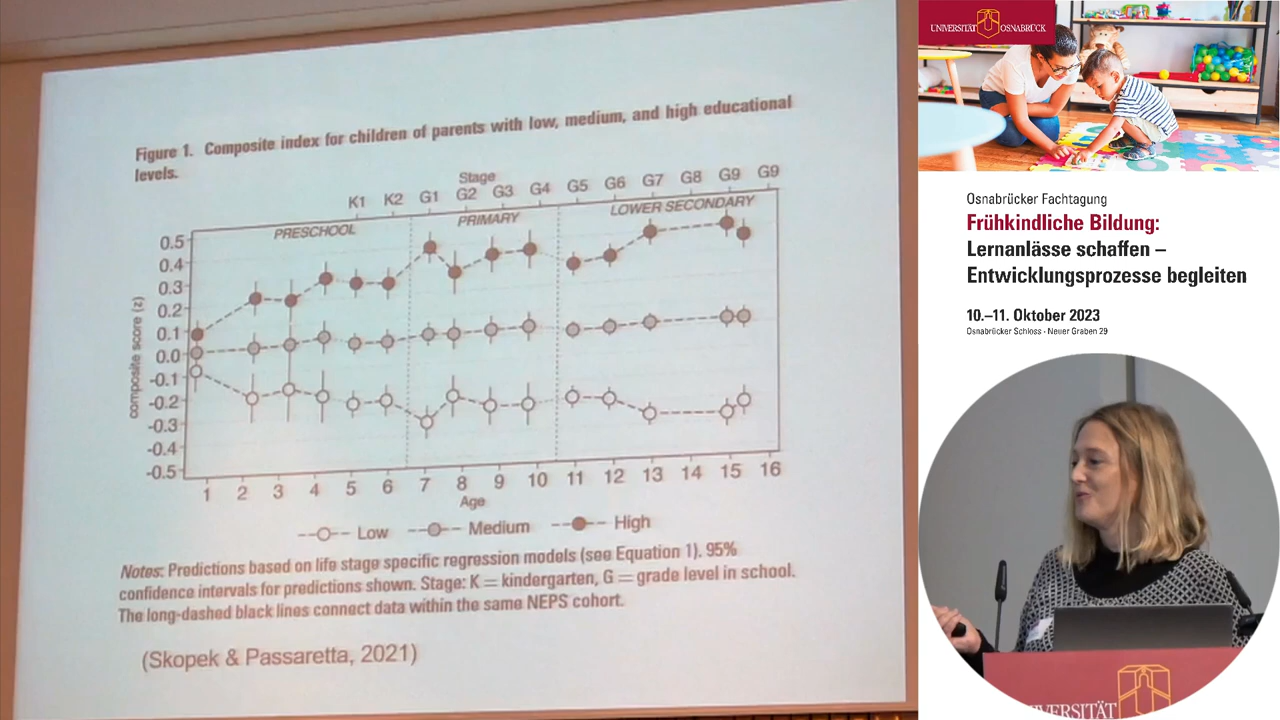 Figure 1. Composite index for children of parents with low, medium, and high educational
levels.
Stage
K1 K2 G1 G2 G3 G4 G5 G6 G7 G8 G9 G9
PRESCHOOL PRIMARY LOWER SECONDARY
composite score (z)
0.5
0.4
0.3
0.2
0.1
0.0
-0.1
-0.2
-0.3
-0.4
-0.5
1 2 3 4 5 6 7 8 9 10 11 12 13 14 15 16
Age
Low Medium High
Notes: Predictions based on life stage specific regression models (see Equation 1). 95%
confidence intervals for predictions shown. Stage: K = kindergarten, G = grade level in school.
The long-dashed black lines connect data within the same NEPS cohort.
(Skopek & Passaretta, 2021)
UNIVERSITÄT OSNABRÜCK
Osnabrücker Fachtagung
Frühkindliche Bildung:
Lernanlässe schaffen –
Entwicklungsprozesse begleiten
10.–11. Oktober 2023
Osnabrücker Schloss · Neuer Graben 29
UNIVERSITÄT